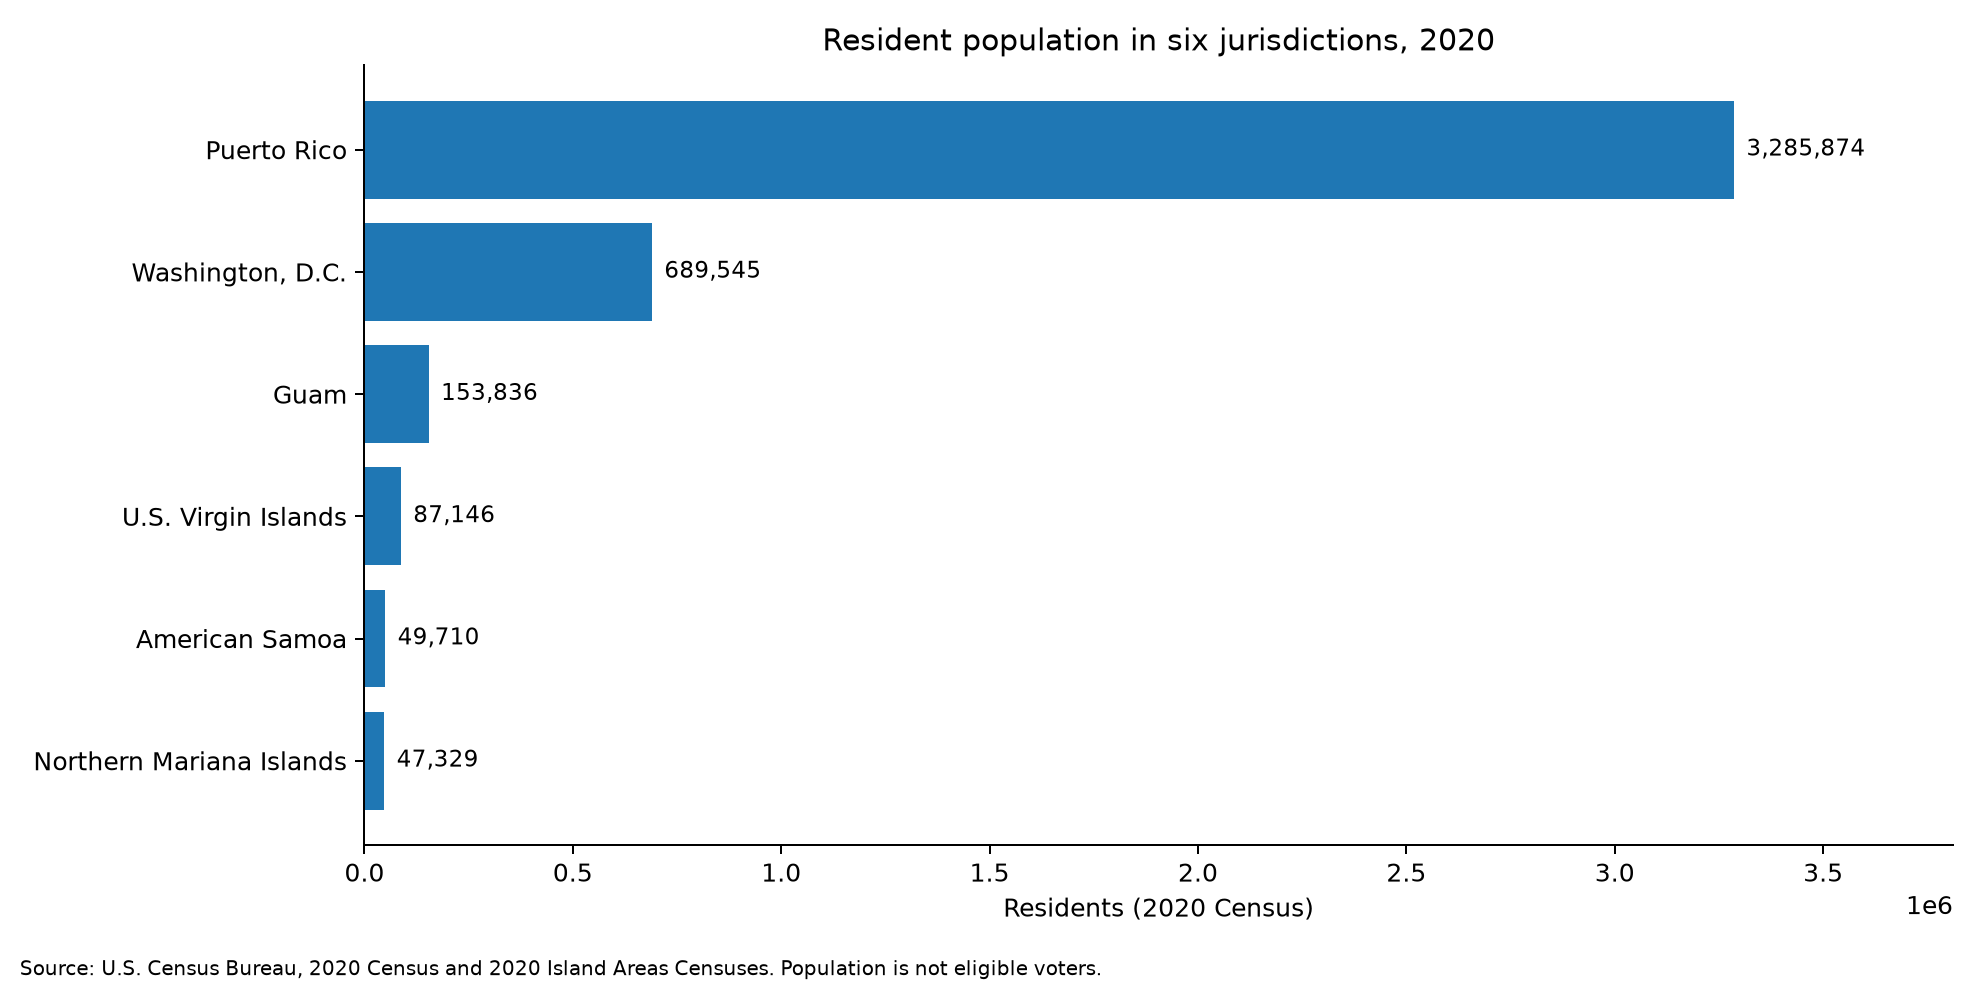 Resident population in six jurisdictions, 2020
Puerto Rico
3,285,874
Washington, D.C.
689,545
Guam
153,836
U.S. Virgin Islands
87,146
American Samoa
49,710
Northern Mariana Islands
47,329
0.0 0.5 1.0 1.5 2.0 2.5 3.0 3.5
Residents (2020 Census)
1e6
Source: U.S. Census Bureau, 2020 Census and 2020 Island Areas Censuses. Population is not eligible voters.